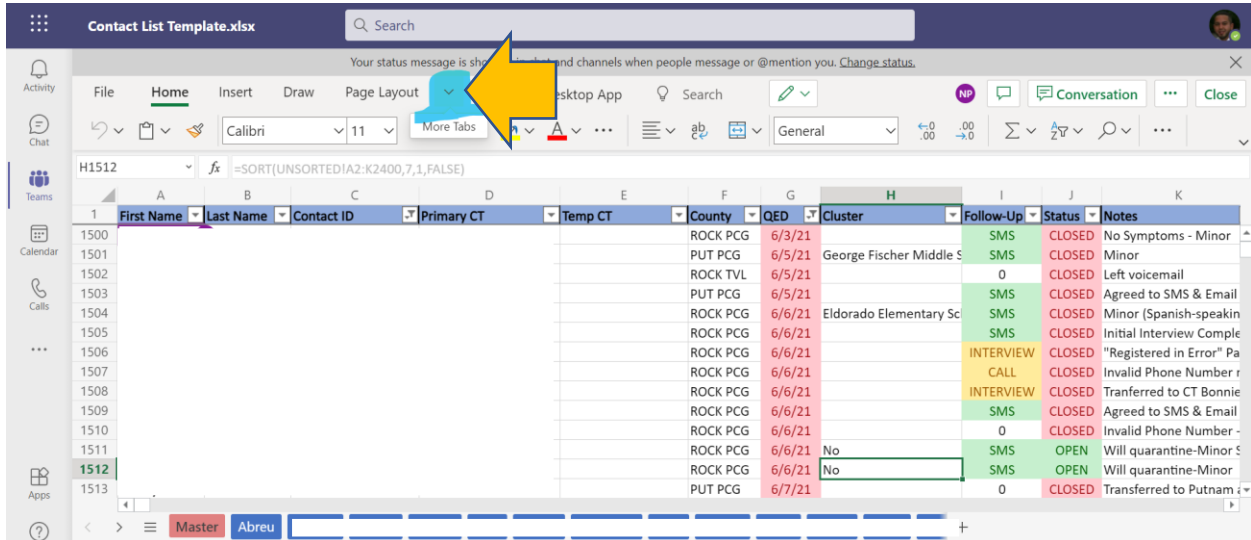 Contact List Template.xlsx Search
Your status message is sho and channels when people message or @mention you. Change status.
File Home Insert Draw Page Layout sktop App Search NP Conversation Close
Calibri 11 General
More Tabs
H1512 fx =SORT(UNSORTED!A2:K2400,7,1,FALSE)
A B C D E F G H I J K
1 First Name Last Name Contact ID Primary CT Temp CT County QED Cluster Follow-Up Status Notes
1500 ROCK PCG 6/3/21 SMS CLOSED No Symptoms - Minor
1501 PUT PCG 6/5/21 George Fischer Middle S SMS CLOSED Minor
1502 ROCK TVL 6/5/21 0 CLOSED Left voicemail
1503 PUT PCG 6/5/21 SMS CLOSED Agreed to SMS & Email
1504 ROCK PCG 6/6/21 Eldorado Elementary Sc SMS CLOSED Minor (Spanish-speakin
1505 ROCK PCG 6/6/21 SMS CLOSED Initial Interview Comple
1506 ROCK PCG 6/6/21 INTERVIEW CLOSED "Registered in Error" Pa
1507 ROCK PCG 6/6/21 CALL CLOSED Invalid Phone Number
1508 ROCK PCG 6/6/21 INTERVIEW CLOSED Tranferred to CT Bonnie
1509 ROCK PCG 6/6/21 SMS CLOSED Agreed to SMS & Email
1510 ROCK PCG 6/6/21 0 CLOSED Invalid Phone Number -
1511 ROCK PCG 6/6/21 No SMS OPEN Will quarantine-Minor S
1512 ROCK PCG 6/6/21 No SMS OPEN Will quarantine-Minor
1513 PUT PCG 6/7/21 0 CLOSED Transferred to Putnam
Master Abreu
Activity
Chat
Teams
Calendar
Calls
Apps